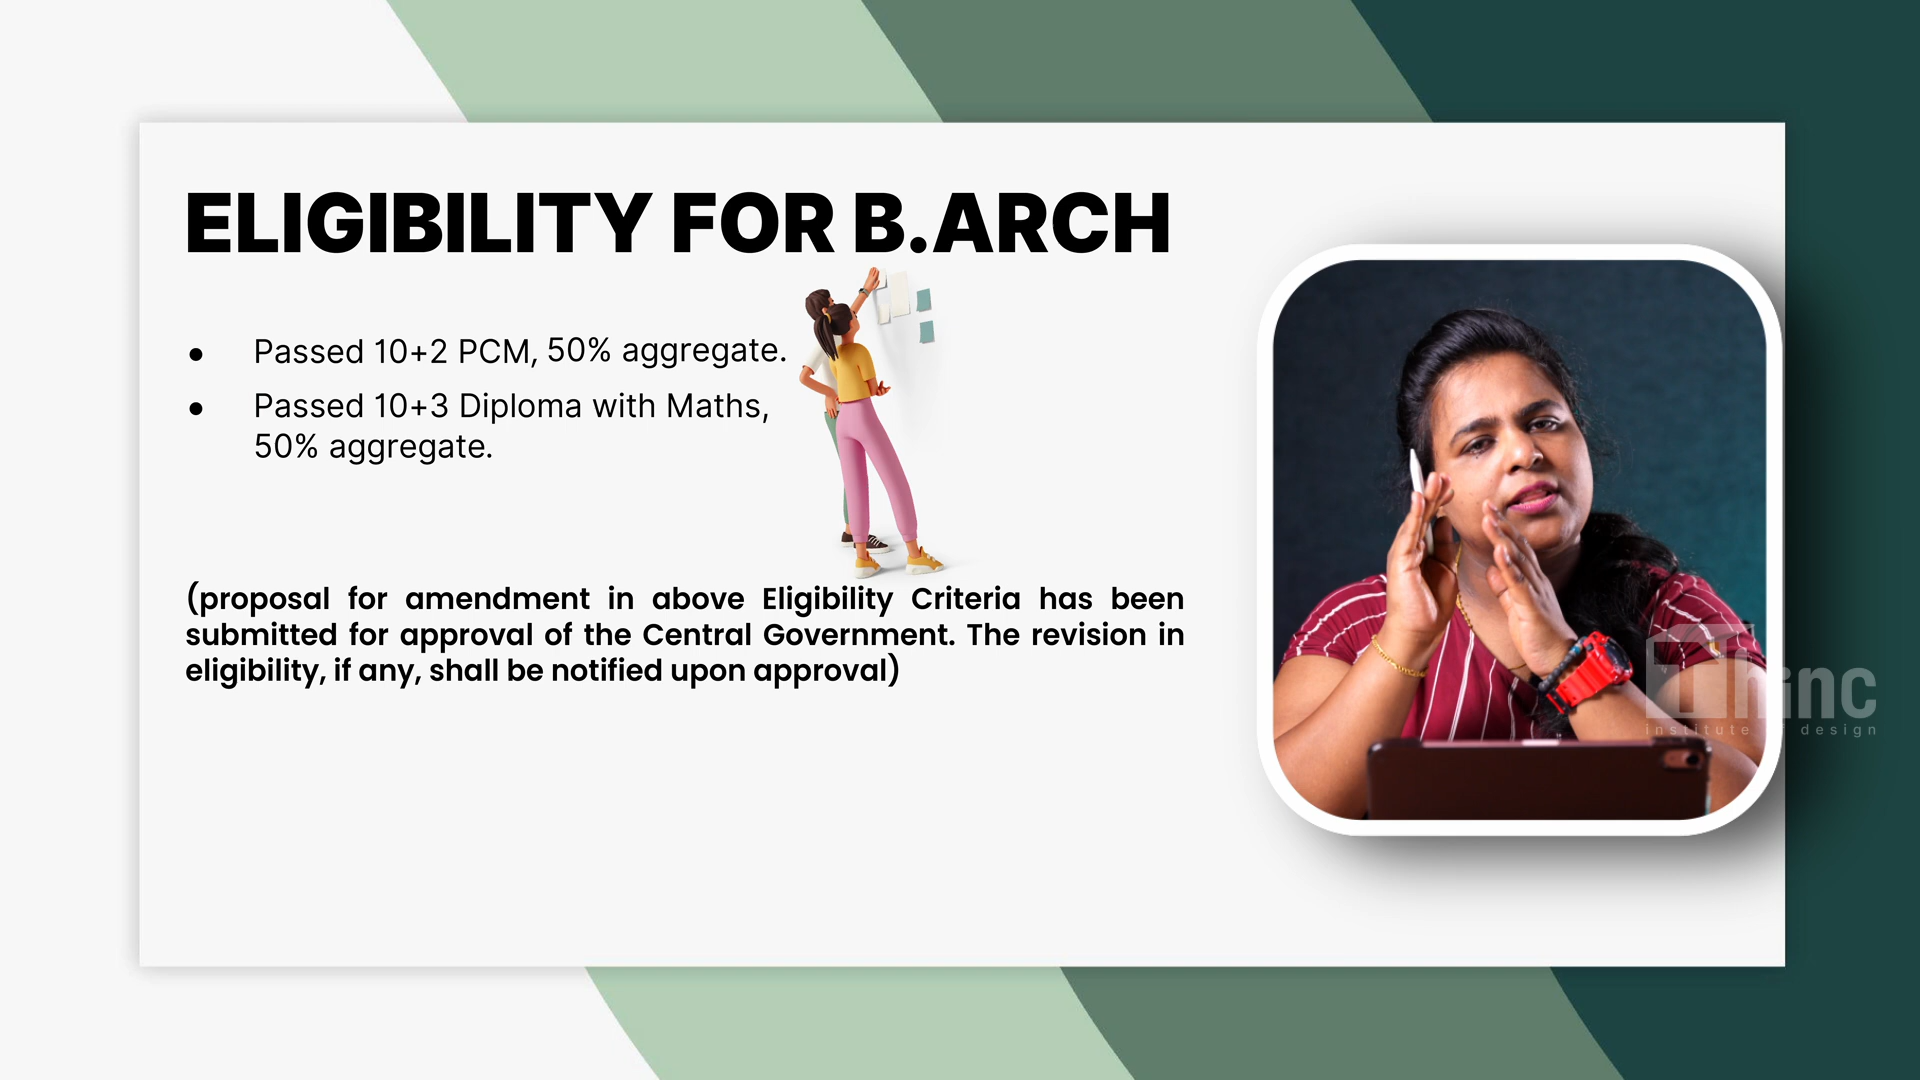 ELIGIBILITY FOR B.ARCH
● Passed 10+2 PCM, 50% aggregate.
● Passed 10+3 Diploma with Maths,
50% aggregate.
(proposal for amendment in above Eligibility Criteria has been
submitted for approval of the Central Government. The revision in
eligibility, if any, shall be notified upon approval)
Thinc
institute design